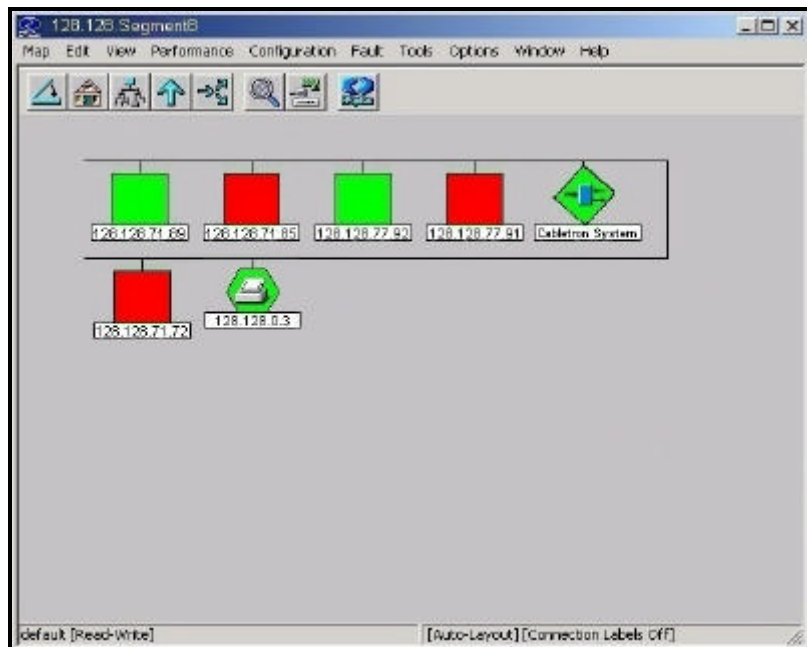 128.128.Segment8
Map Edit View Performance Configuration Fault Tools Options Window Help
128.128.71.89 128.128.71.85 128.128.77.92 128.128.77.91 Cabletron System
128.128.71.72 128.128.0.3
default [Read-Write] [Auto-Layout] [Connection Labels Off]